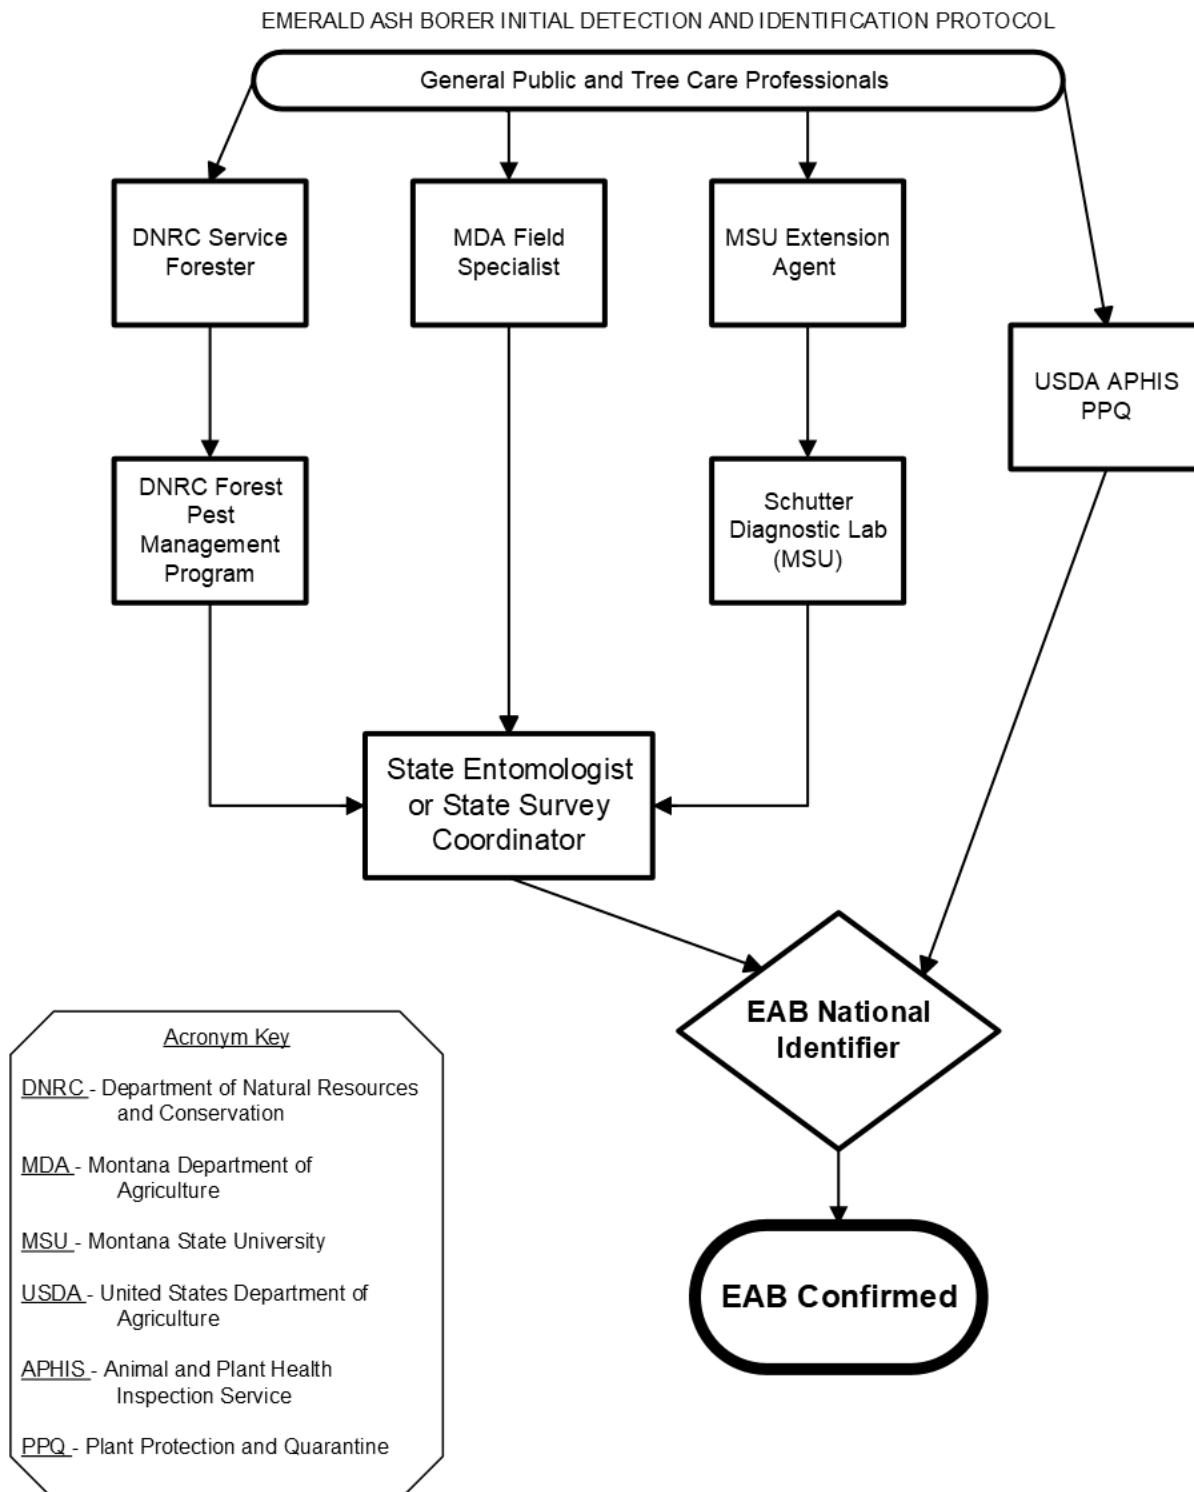 EMERALD ASH BORER INITIAL DETECTION AND IDENTIFICATION PROTOCOL
General Public and Tree Care Professionals
DNRC Service
Forester
MDA Field
Specialist
MSU Extension
Agent
USDA APHIS
PPQ
DNRC Forest
Pest
Management
Program
Schutter
Diagnostic Lab
(MSU)
State Entomologist
or State Survey
Coordinator
EAB National
Identifier
EAB Confirmed
Acronym Key
DNRC - Department of Natural Resources
and Conservation
MDA - Montana Department of
Agriculture
MSU - Montana State University
USDA - United States Department of
Agriculture
APHIS - Animal and Plant Health
Inspection Service
PPQ - Plant Protection and Quarantine